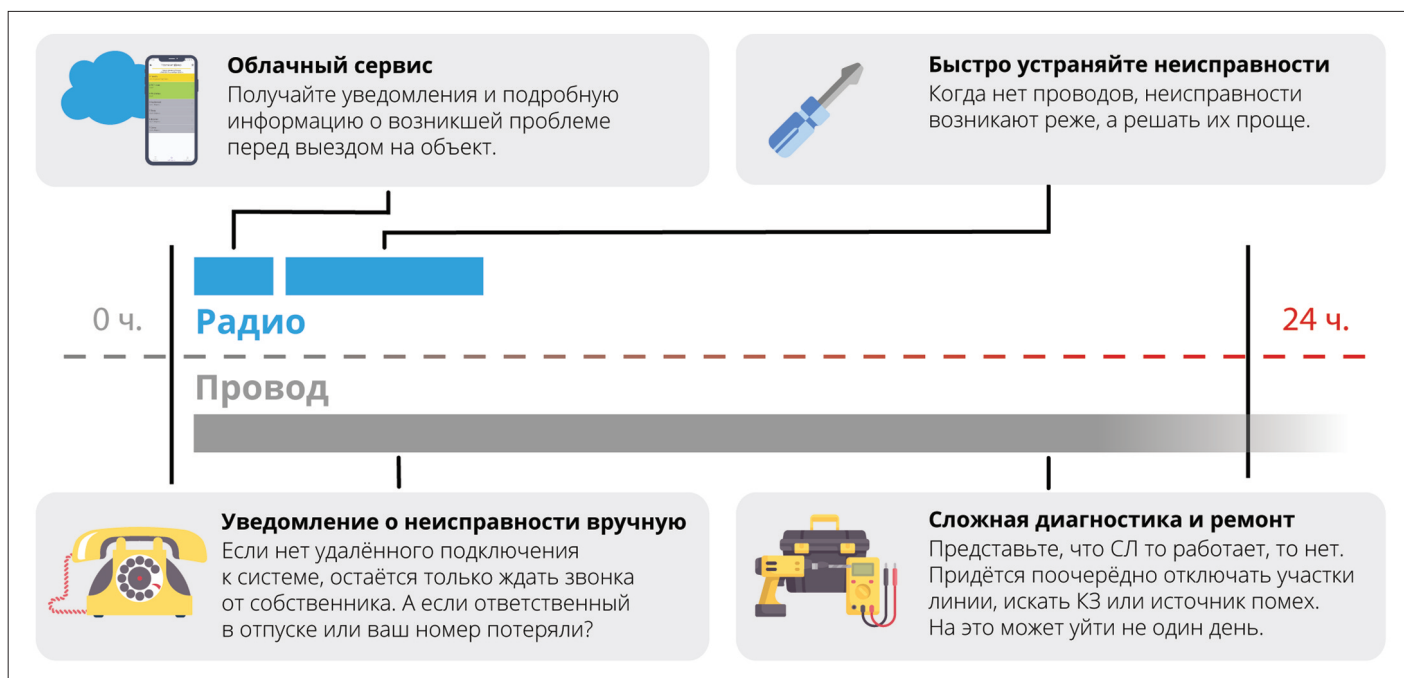 Облачный сервис
Получайте уведомления и подробную
информацию о возникшей проблеме
перед выездом на объект.
Быстро устраняйте неисправности
Когда нет проводов, неисправности
возникают реже, а решать их проще.
0 ч.
Радио
24 ч.
Провод
Уведомление о неисправности вручную
Если нет удалённого подключения
к системе, остаётся только ждать звонка
от собственника. А если ответственный
в отпуске или ваш номер потеряли?
Сложная диагностика и ремонт
Представьте, что СЛ то работает, то нет.
Придётся поочерёдно отключать участки
линии, искать КЗ или источник помех.
На это может уйти не один день.